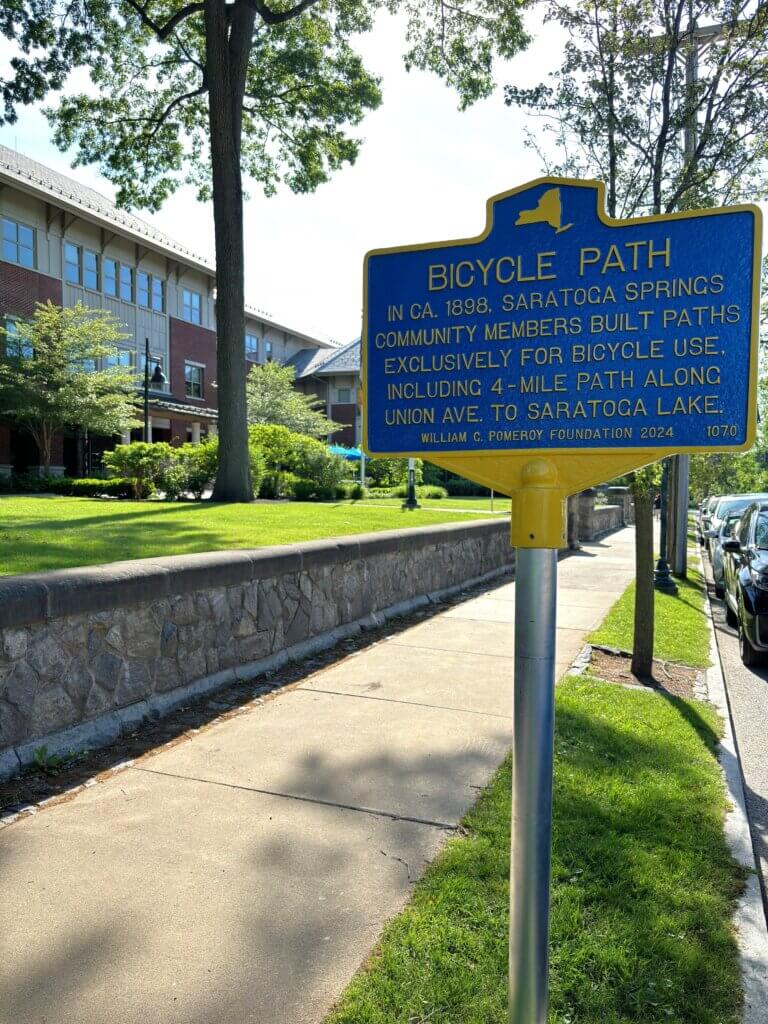 BICYCLE PATH
IN CA. 1898, SARATOGA SPRINGS
COMMUNITY MEMBERS BUILT PATHS
EXCLUSIVELY FOR BICYCLE USE,
INCLUDING 4-MILE PATH ALONG
UNION AVE. TO SARATOGA LAKE.
WILLIAM G. POMEROY FOUNDATION 2024 1070